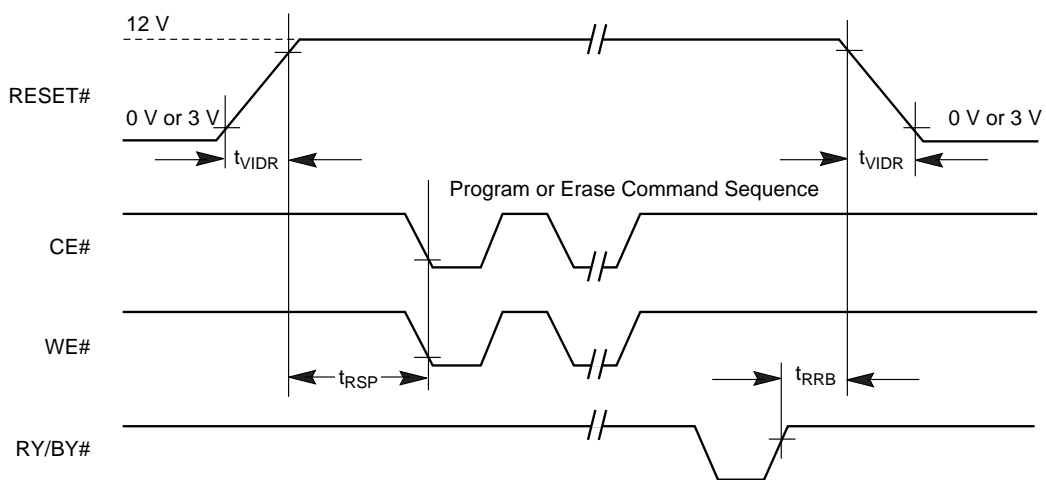 12 V
RESET#
0 V or 3 V
0 V or 3 V
tVIDR
tVIDR
Program or Erase Command Sequence
CE#
WE#
tRSP
tRRB
RY/BY#